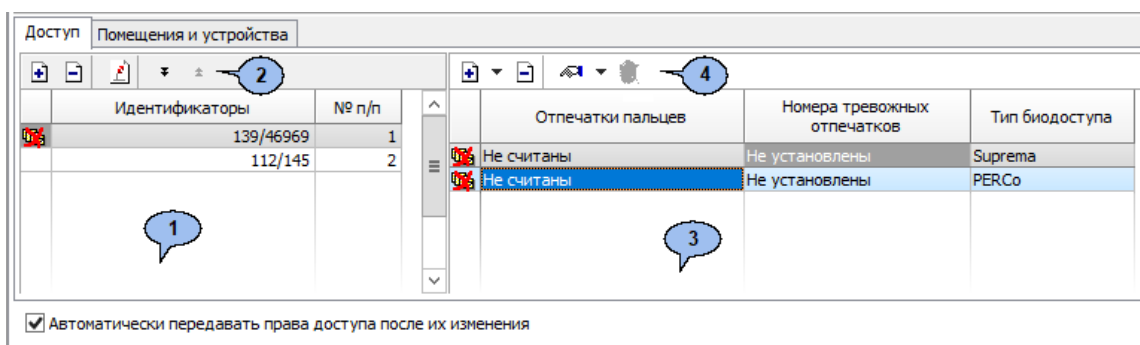 Доступ Помещения и устройства
2 4
Идентификаторы № п/п Отпечатки пальцев Номера тревожных отпечатков Тип биодоступа
139/46969 1 Не считаны Не установлены Suprema
112/145 2 Не считаны Не установлены PERCo
1 3
Автоматически передавать права доступа после их изменения